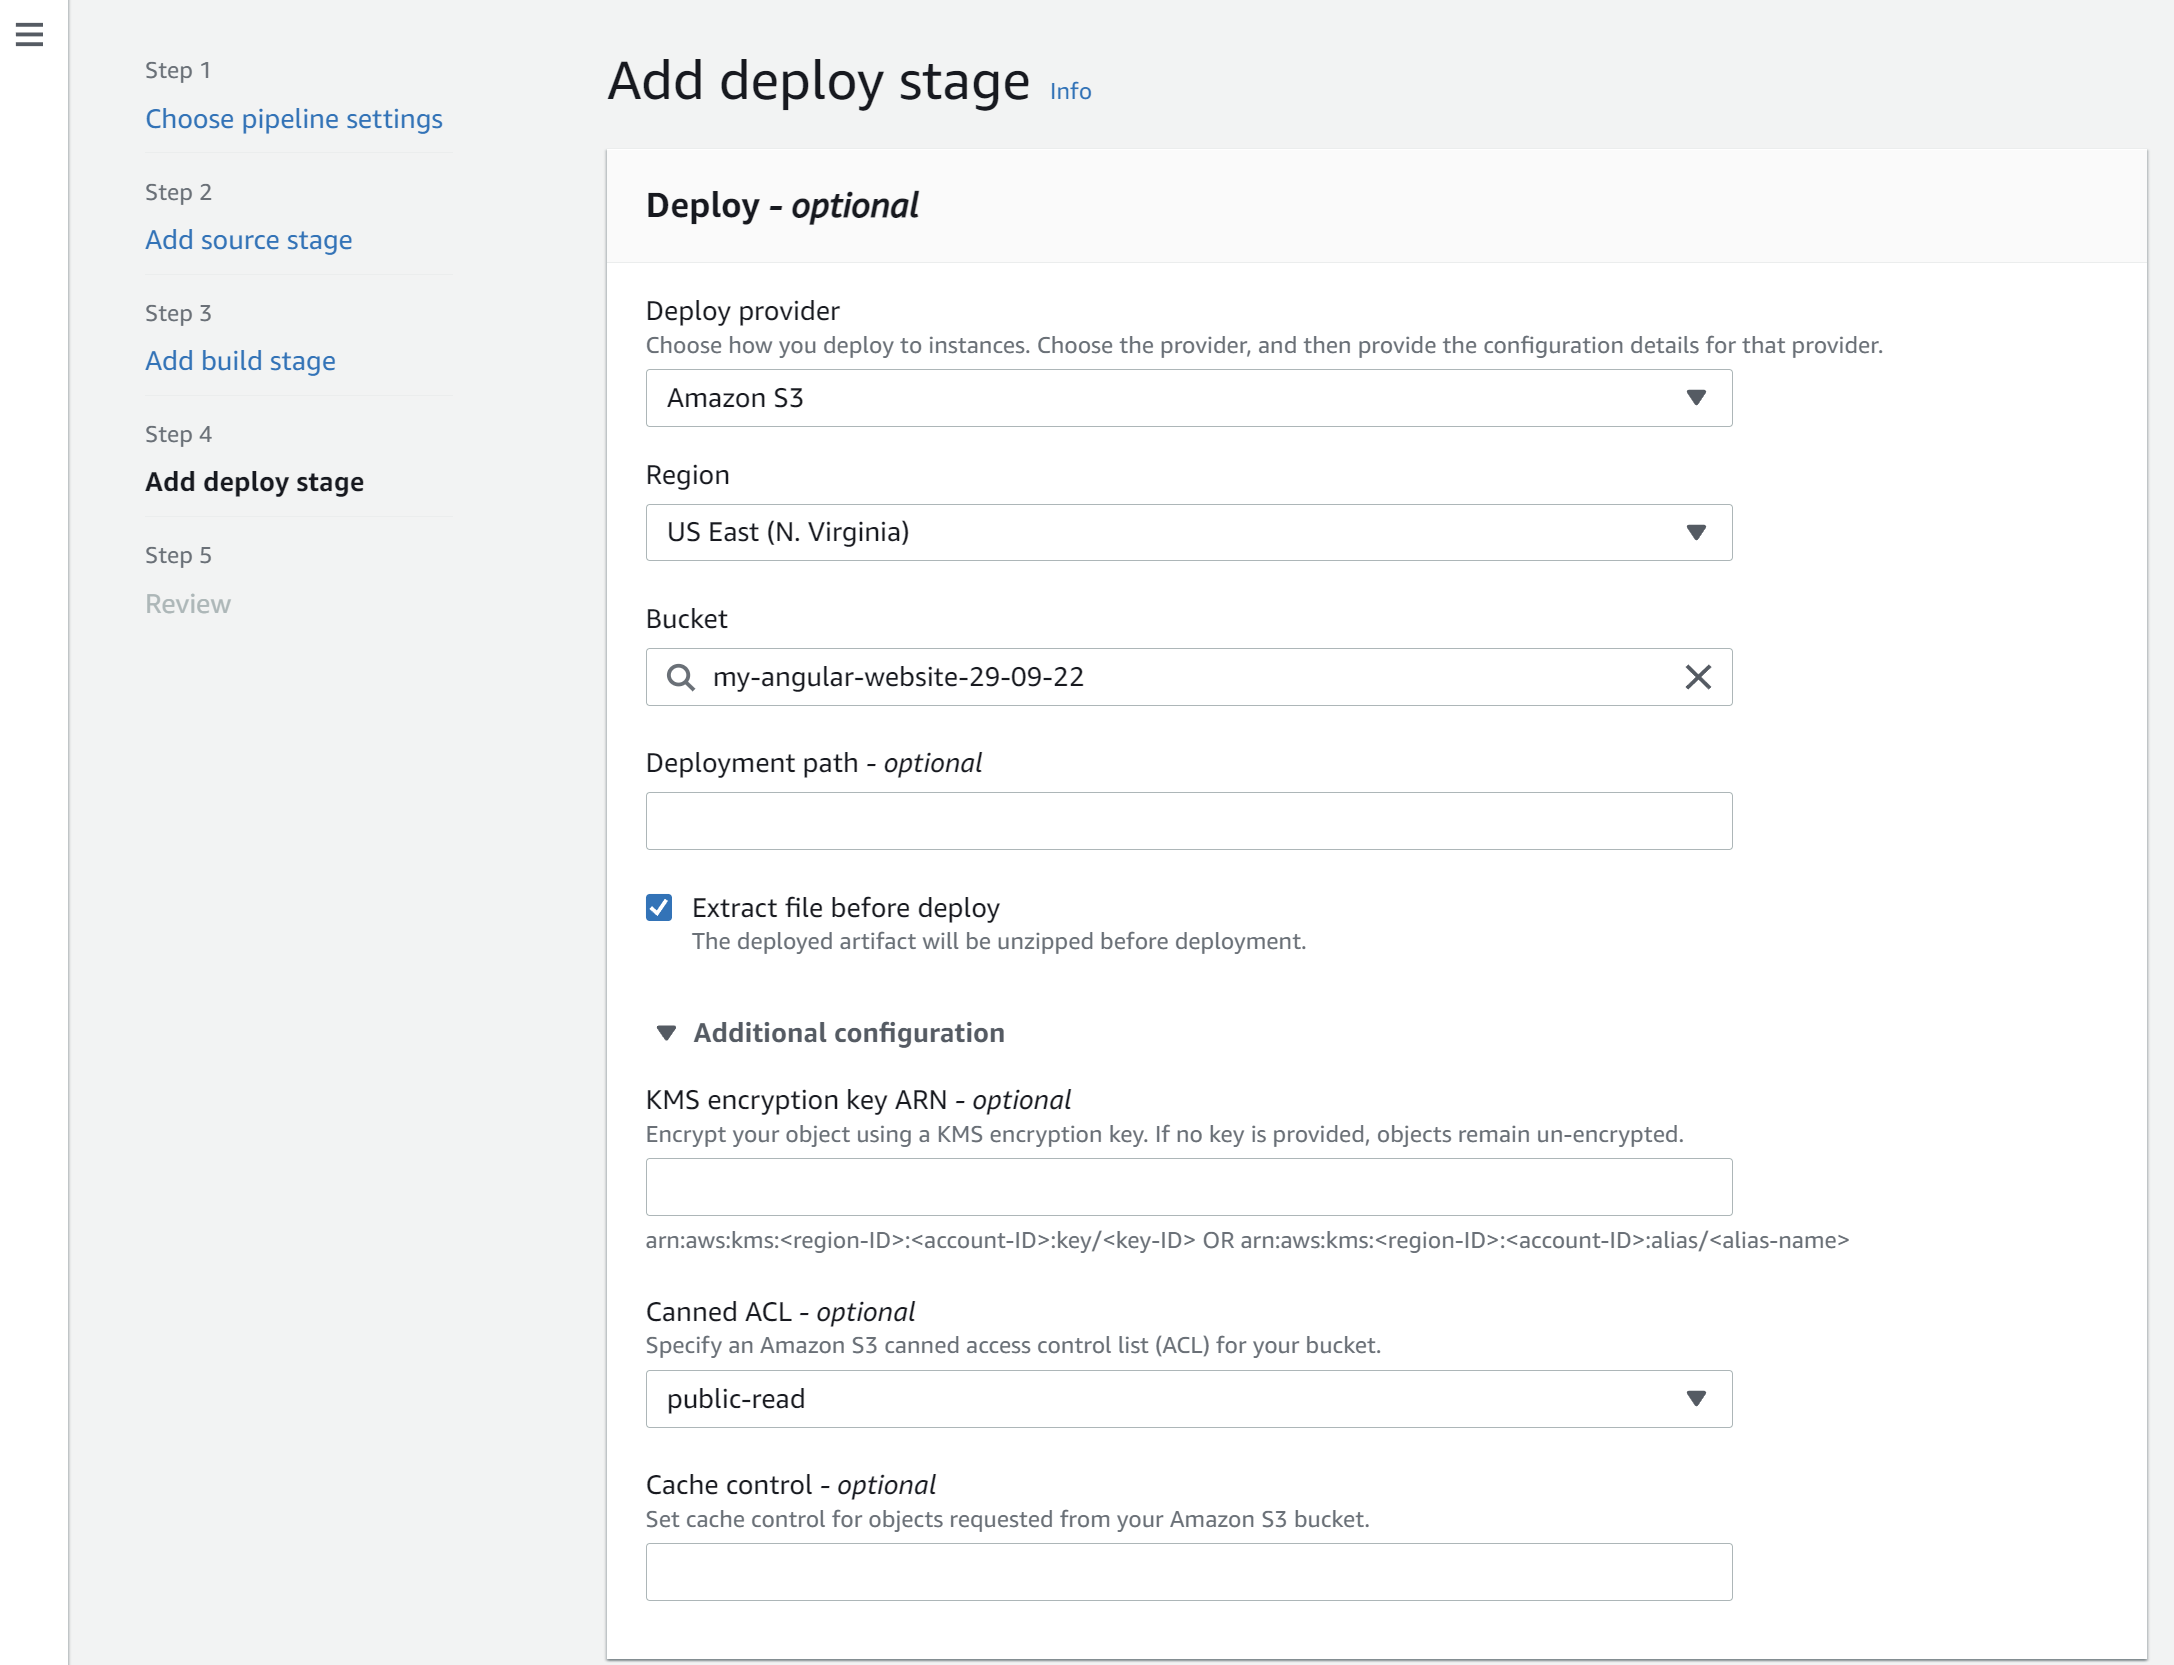 Step 1
Choose pipeline settings
Step 2
Add source stage
Step 3
Add build stage
Step 4
Add deploy stage
Step 5
Review
Add deploy stage Info
Deploy - optional
Deploy provider
Choose how you deploy to instances. Choose the provider, and then provide the configuration details for that provider.
Amazon S3
Region
US East (N. Virginia)
Bucket
my-angular-website-29-09-22
Deployment path - optional
Extract file before deploy
The deployed artifact will be unzipped before deployment.
Additional configuration
KMS encryption key ARN - optional
Encrypt your object using a KMS encryption key. If no key is provided, objects remain un-encrypted.
arn:aws:kms:<region-ID>:<account-ID>:key/<key-ID> OR arn:aws:kms:<region-ID>:<account-ID>:alias/<alias-name>
Canned ACL - optional
Specify an Amazon S3 canned access control list (ACL) for your bucket.
public-read
Cache control - optional
Set cache control for objects requested from your Amazon S3 bucket.